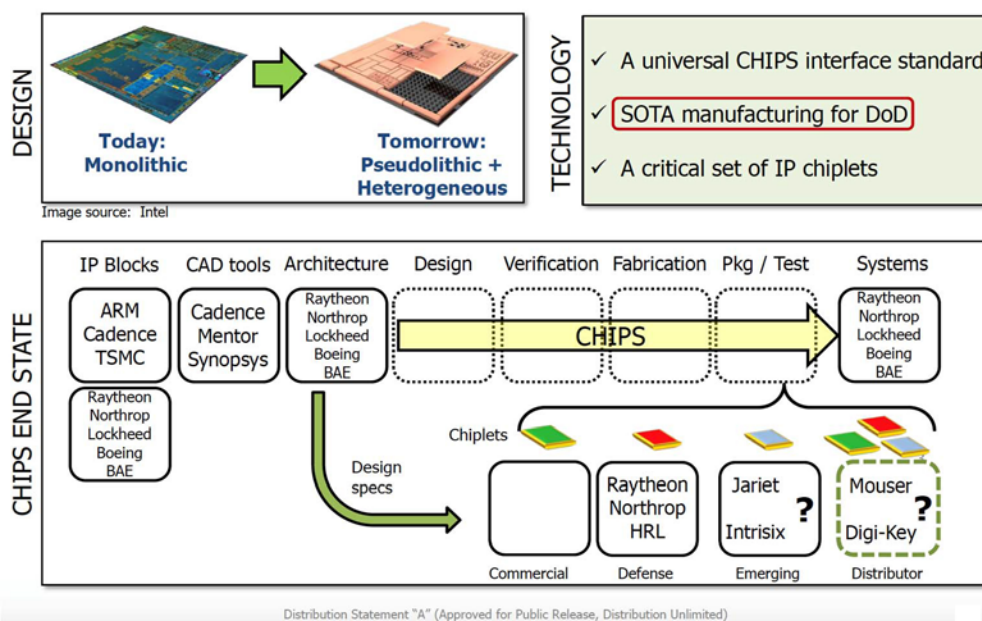 DESIGN
Today:
Monolithic
Tomorrow:
Pseudolithic +
Heterogeneous
Image source: Intel
TECHNOLOGY
✓ A universal CHIPS interface standard
✓ SOTA manufacturing for DoD
✓ A critical set of IP chiplets
CHIPS END STATE
IP Blocks
ARM
Cadence
TSMC
Raytheon
Northrop
Lockheed
Boeing
BAE
CAD tools
Cadence
Mentor
Synopsys
Architecture
Raytheon
Northrop
Lockheed
Boeing
BAE
Design
Verification
Fabrication
Pkg / Test
CHIPS
Systems
Raytheon
Northrop
Lockheed
Boeing
BAE
Design
specs
Chiplets
Commercial
Raytheon
Northrop
HRL
Defense
Jariet
?
Intrisix
Emerging
Mouser
?
Digi-Key
Distributor
Distribution Statement "A" (Approved for Public Release, Distribution Unlimited)